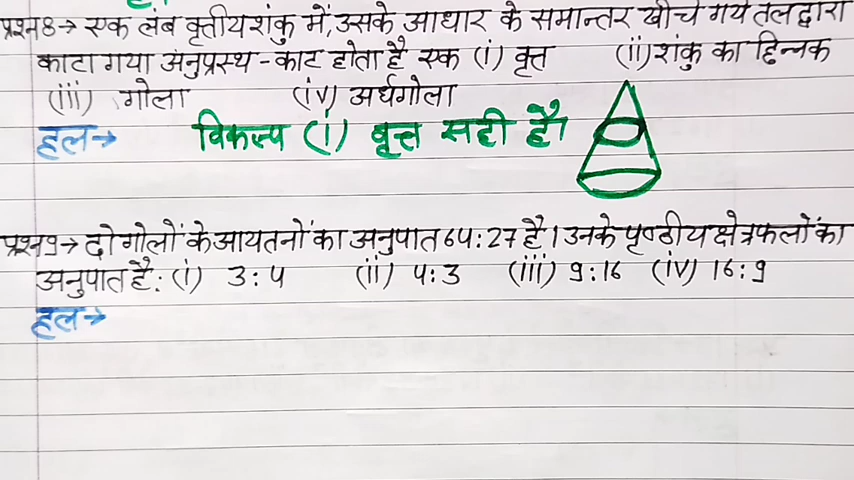 प्रश्न8→ एक लंब वृत्तीय शंकु में, उसके आधार के समान्तर खींचे गये तल द्वारा
काटा गया अनुप्रस्थ-काट होता है एक (i) वृत्त (ii) शंकु का छिन्नक
(iii) गोला (iv) अर्धगोला
हल→ विकल्प (i) वृत्त सही है।
प्रश्न9→ दो गोलों के आयतनों का अनुपात 64:27 है। उनके पृष्ठीय क्षेत्रफलों का
अनुपात है: (i) 3:4 (ii) 4:3 (iii) 9:16 (iv) 16:9
हल→